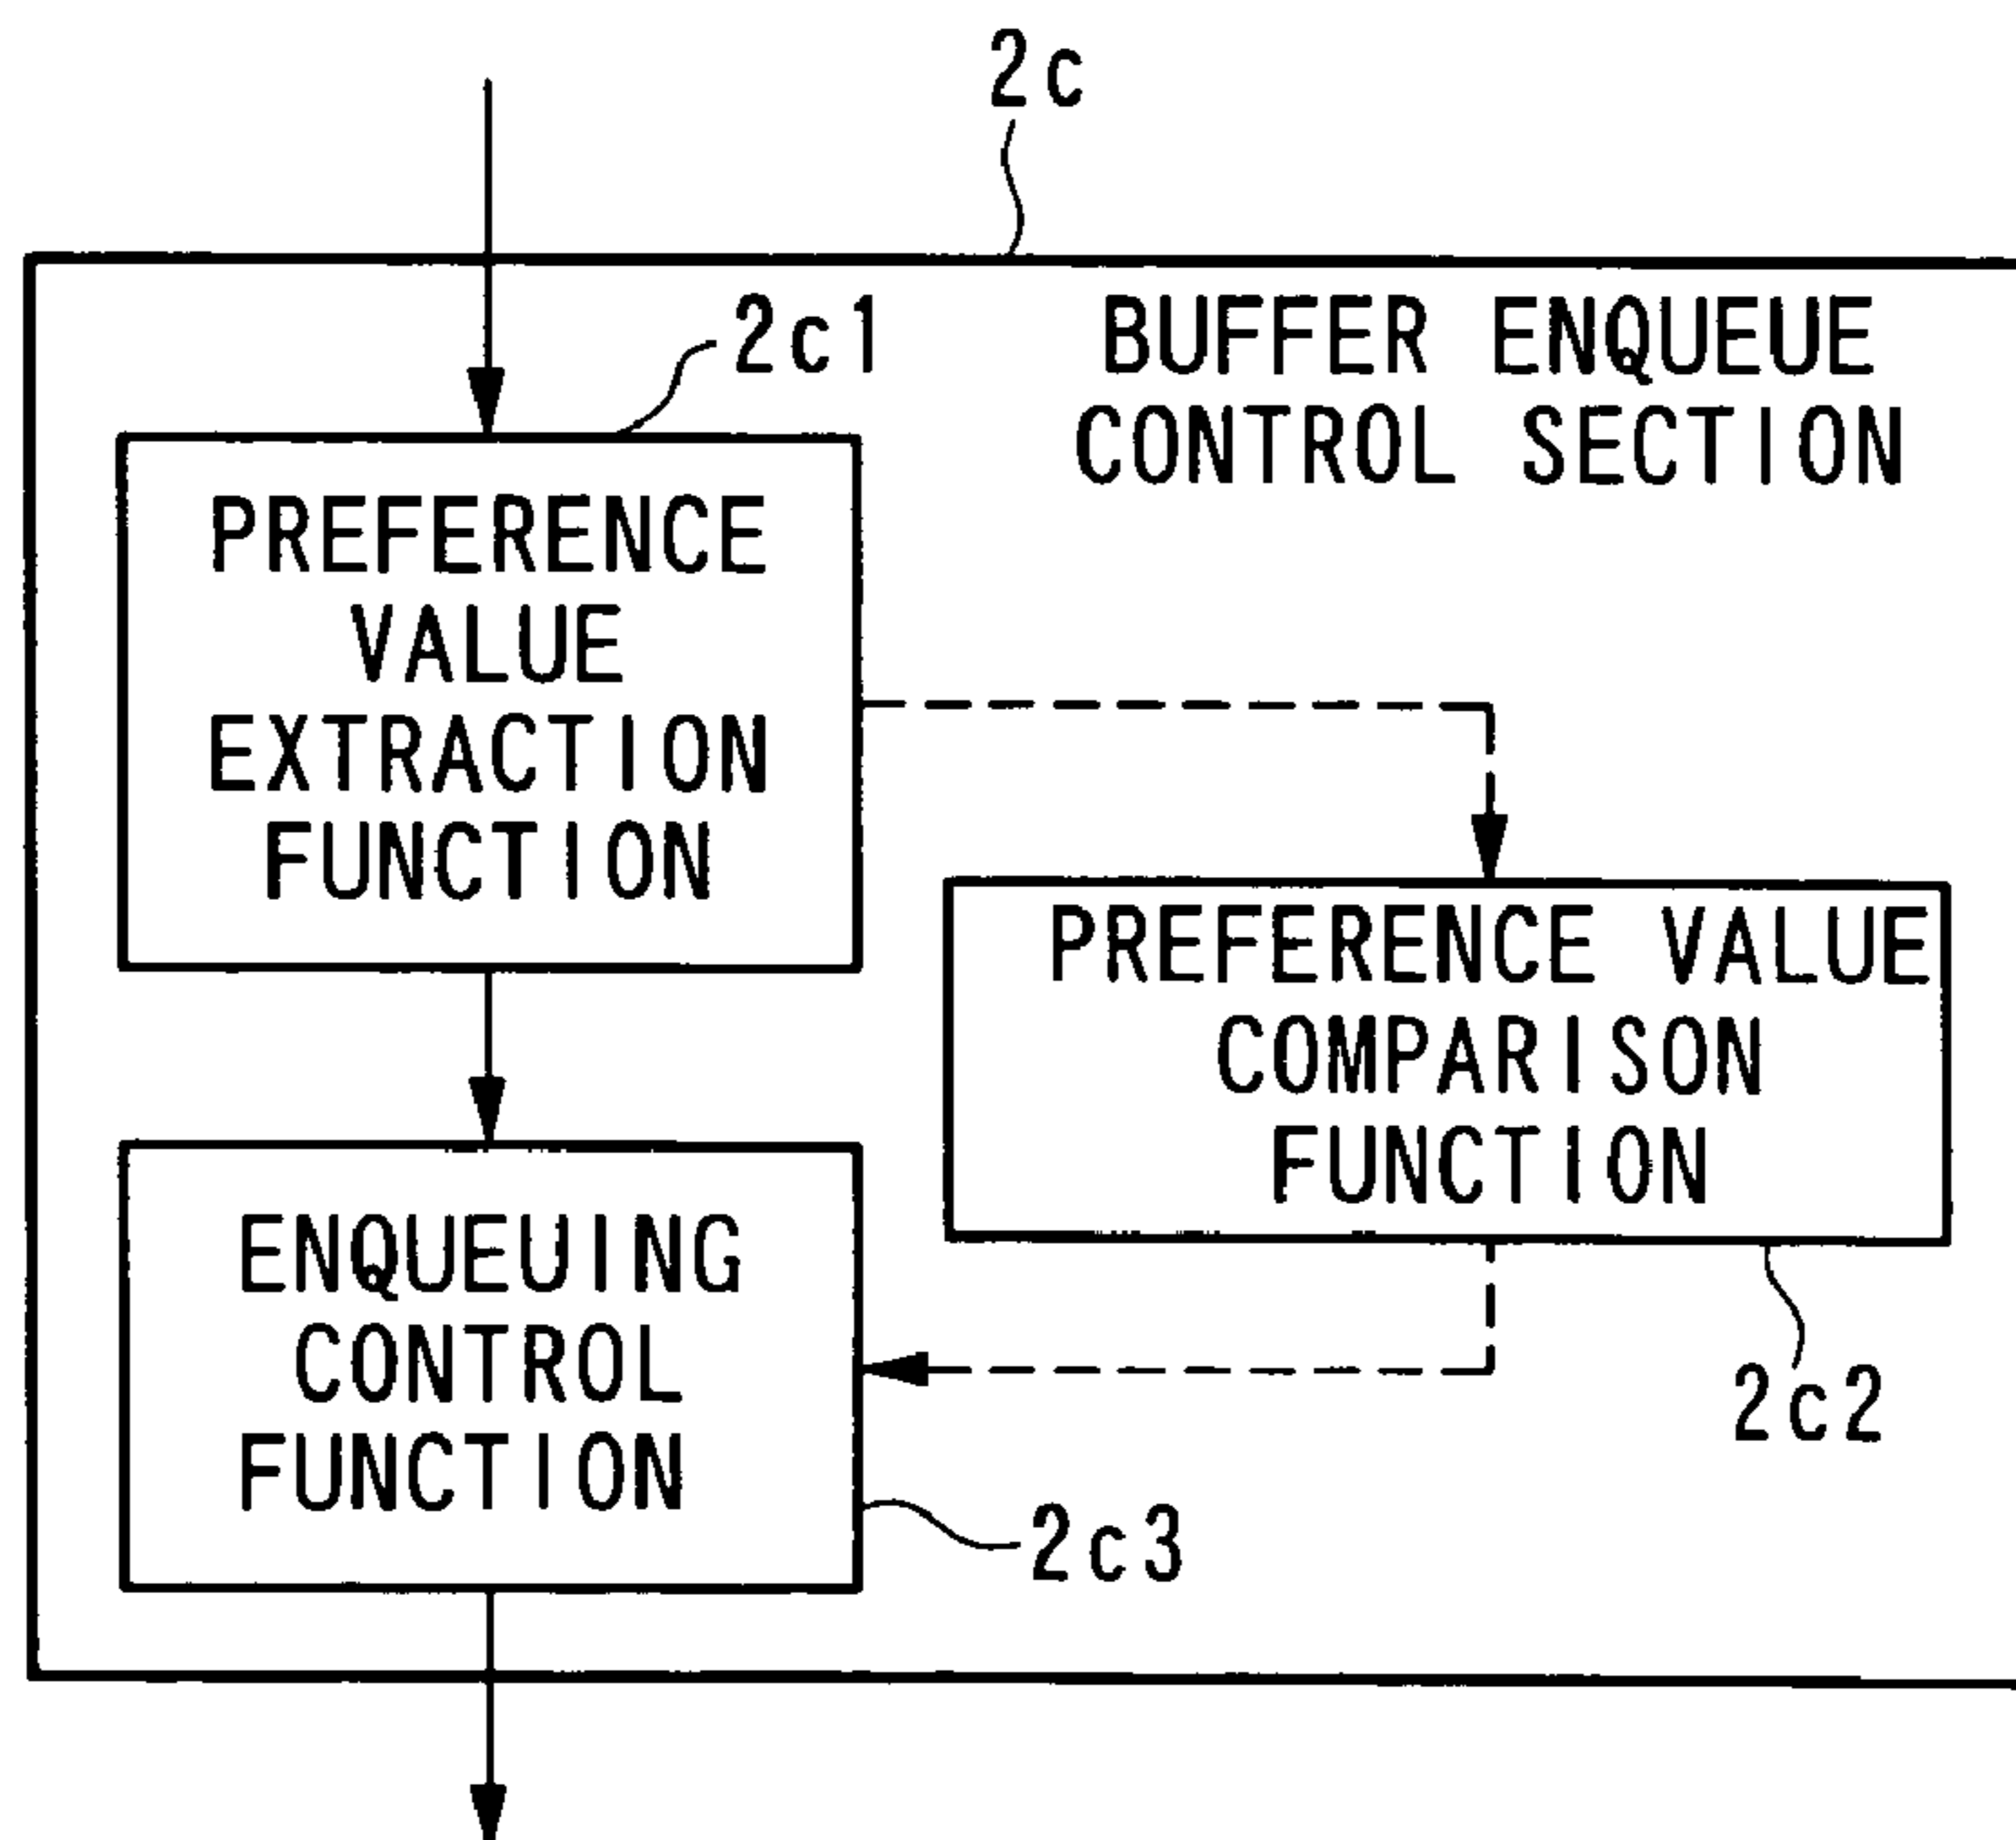 2c
2c1
BUFFER ENQUEUE
CONTROL SECTION
PREFERENCE
VALUE
EXTRACTION
FUNCTION
PREFERENCE VALUE
COMPARISON
FUNCTION
2c2
ENQUEUING
CONTROL
FUNCTION
2c3